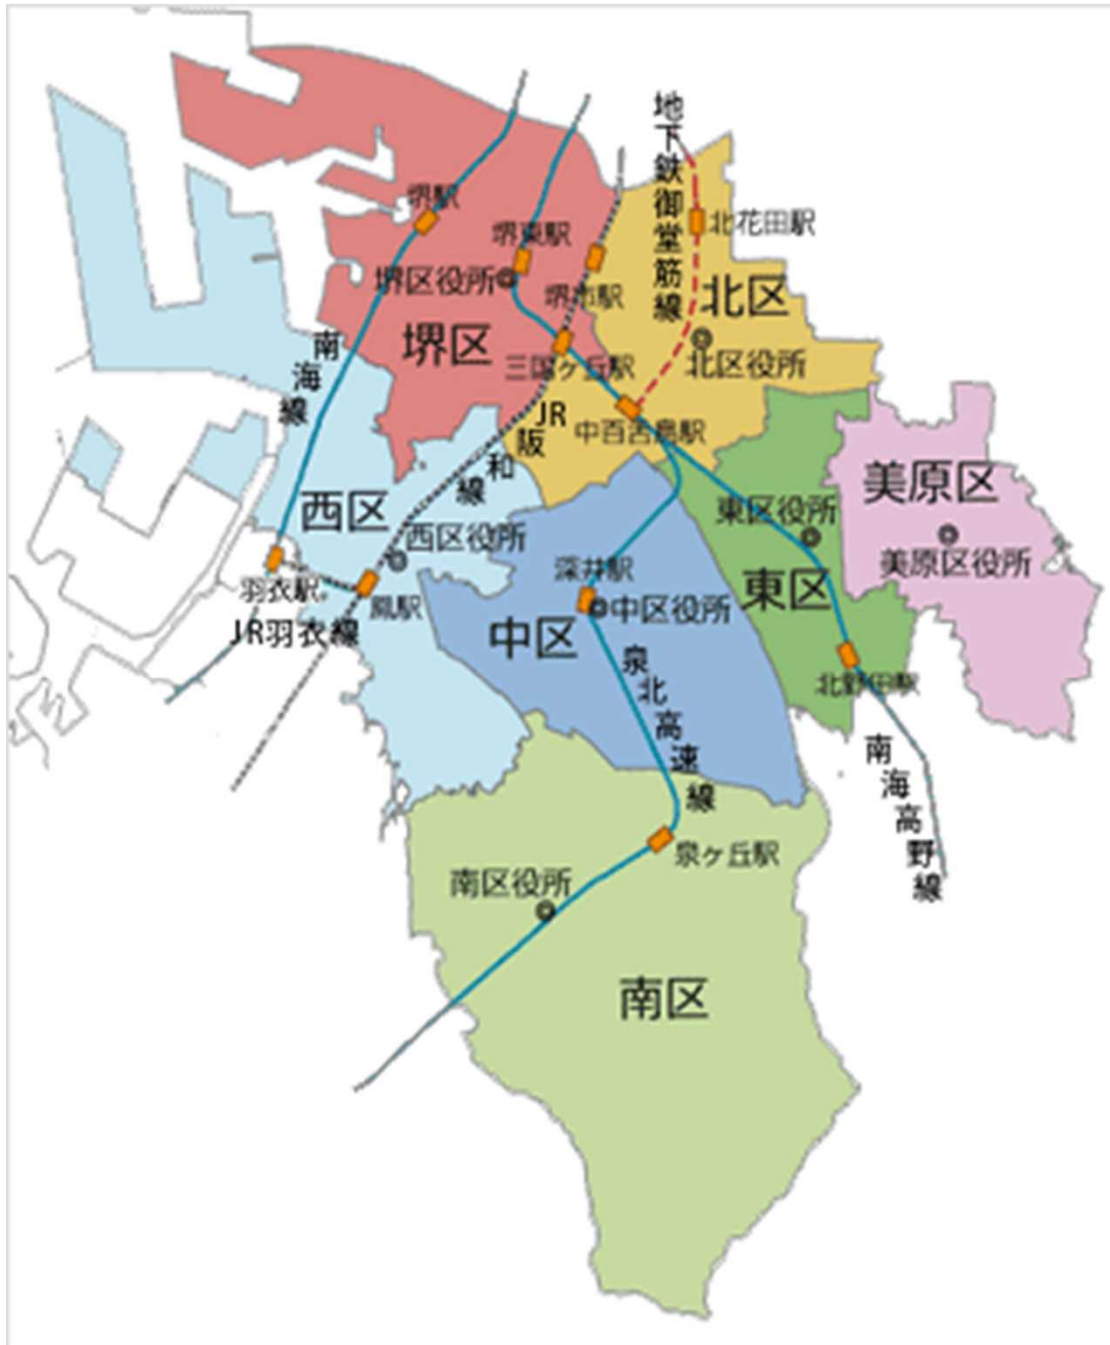 地下鉄御堂筋線
堺駅
北花田駅
堺東駅
堺区役所
堺市駅
北区
堺区
南海線
北区役所
三国ヶ丘駅
JR阪和線
中百舌鳥駅
美原区
西区
東区役所
西区役所
美原区役所
深井駅
東区
羽衣駅
鳳駅
中区役所
JR羽衣線
中区
泉北高速線
北野田駅
南海高野線
泉ヶ丘駅
南区役所
南区